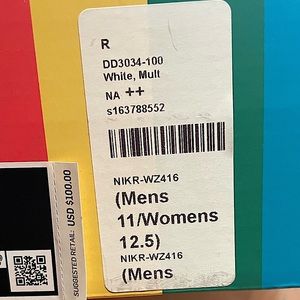 R
DD3034-100
White, Mult
NA ++
s163788552
NIKR-WZ416
(Mens
11/Womens
12.5)
NIKR-WZ416
(Mens
SUGGESTED RETAIL: USD $100.00